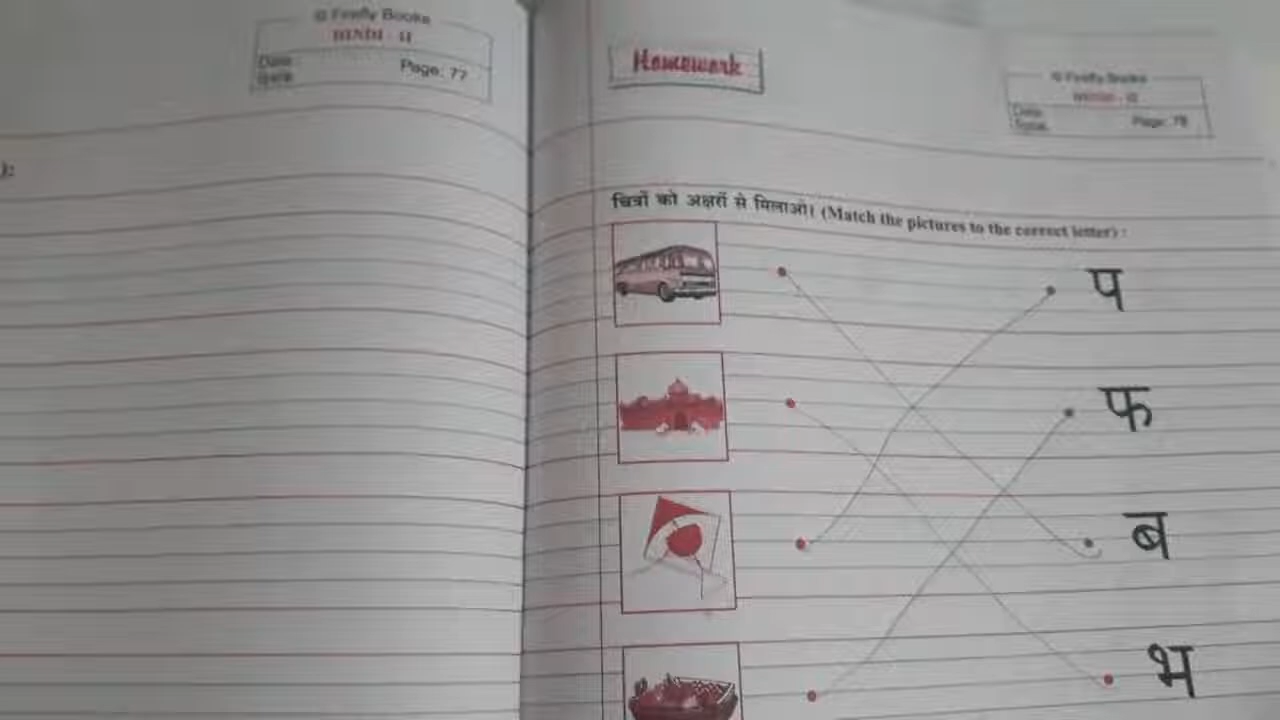 © Firefly Books
HINDI - II
Date:
Page: 77
):
Homework
© Firefly Books
HINDI - II
Date:
Page: 78
चित्रों को अक्षरों से मिलाओ। (Match the pictures to the correct letter) :
प
फ
ब
भ